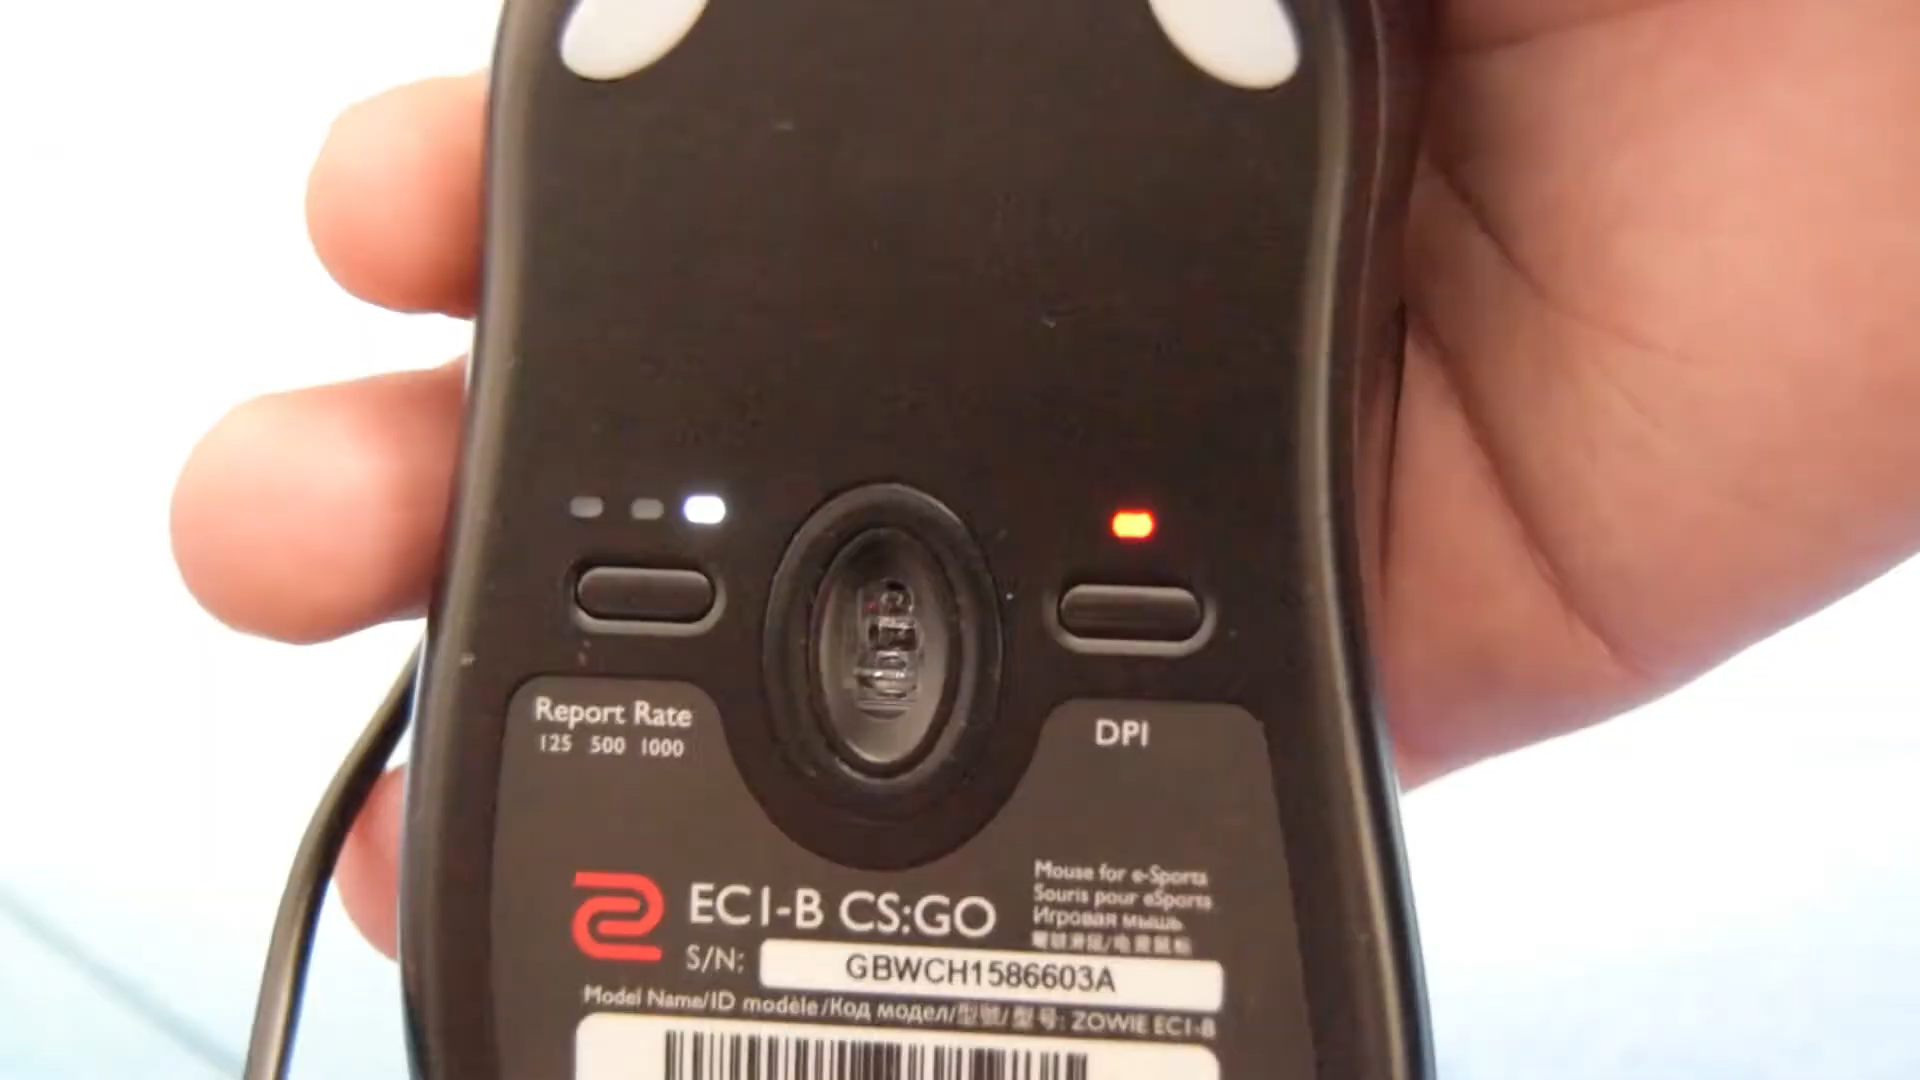 Report Rate
125 500 1000
DPI
EC1-B CS:GO
Mouse for e-Sports
Souris pour eSports
Игровая мышь
S/N: GBWCH1586603A
Model Name/ID modèle/Код модел/型號/型号: ZOWIE EC1-B